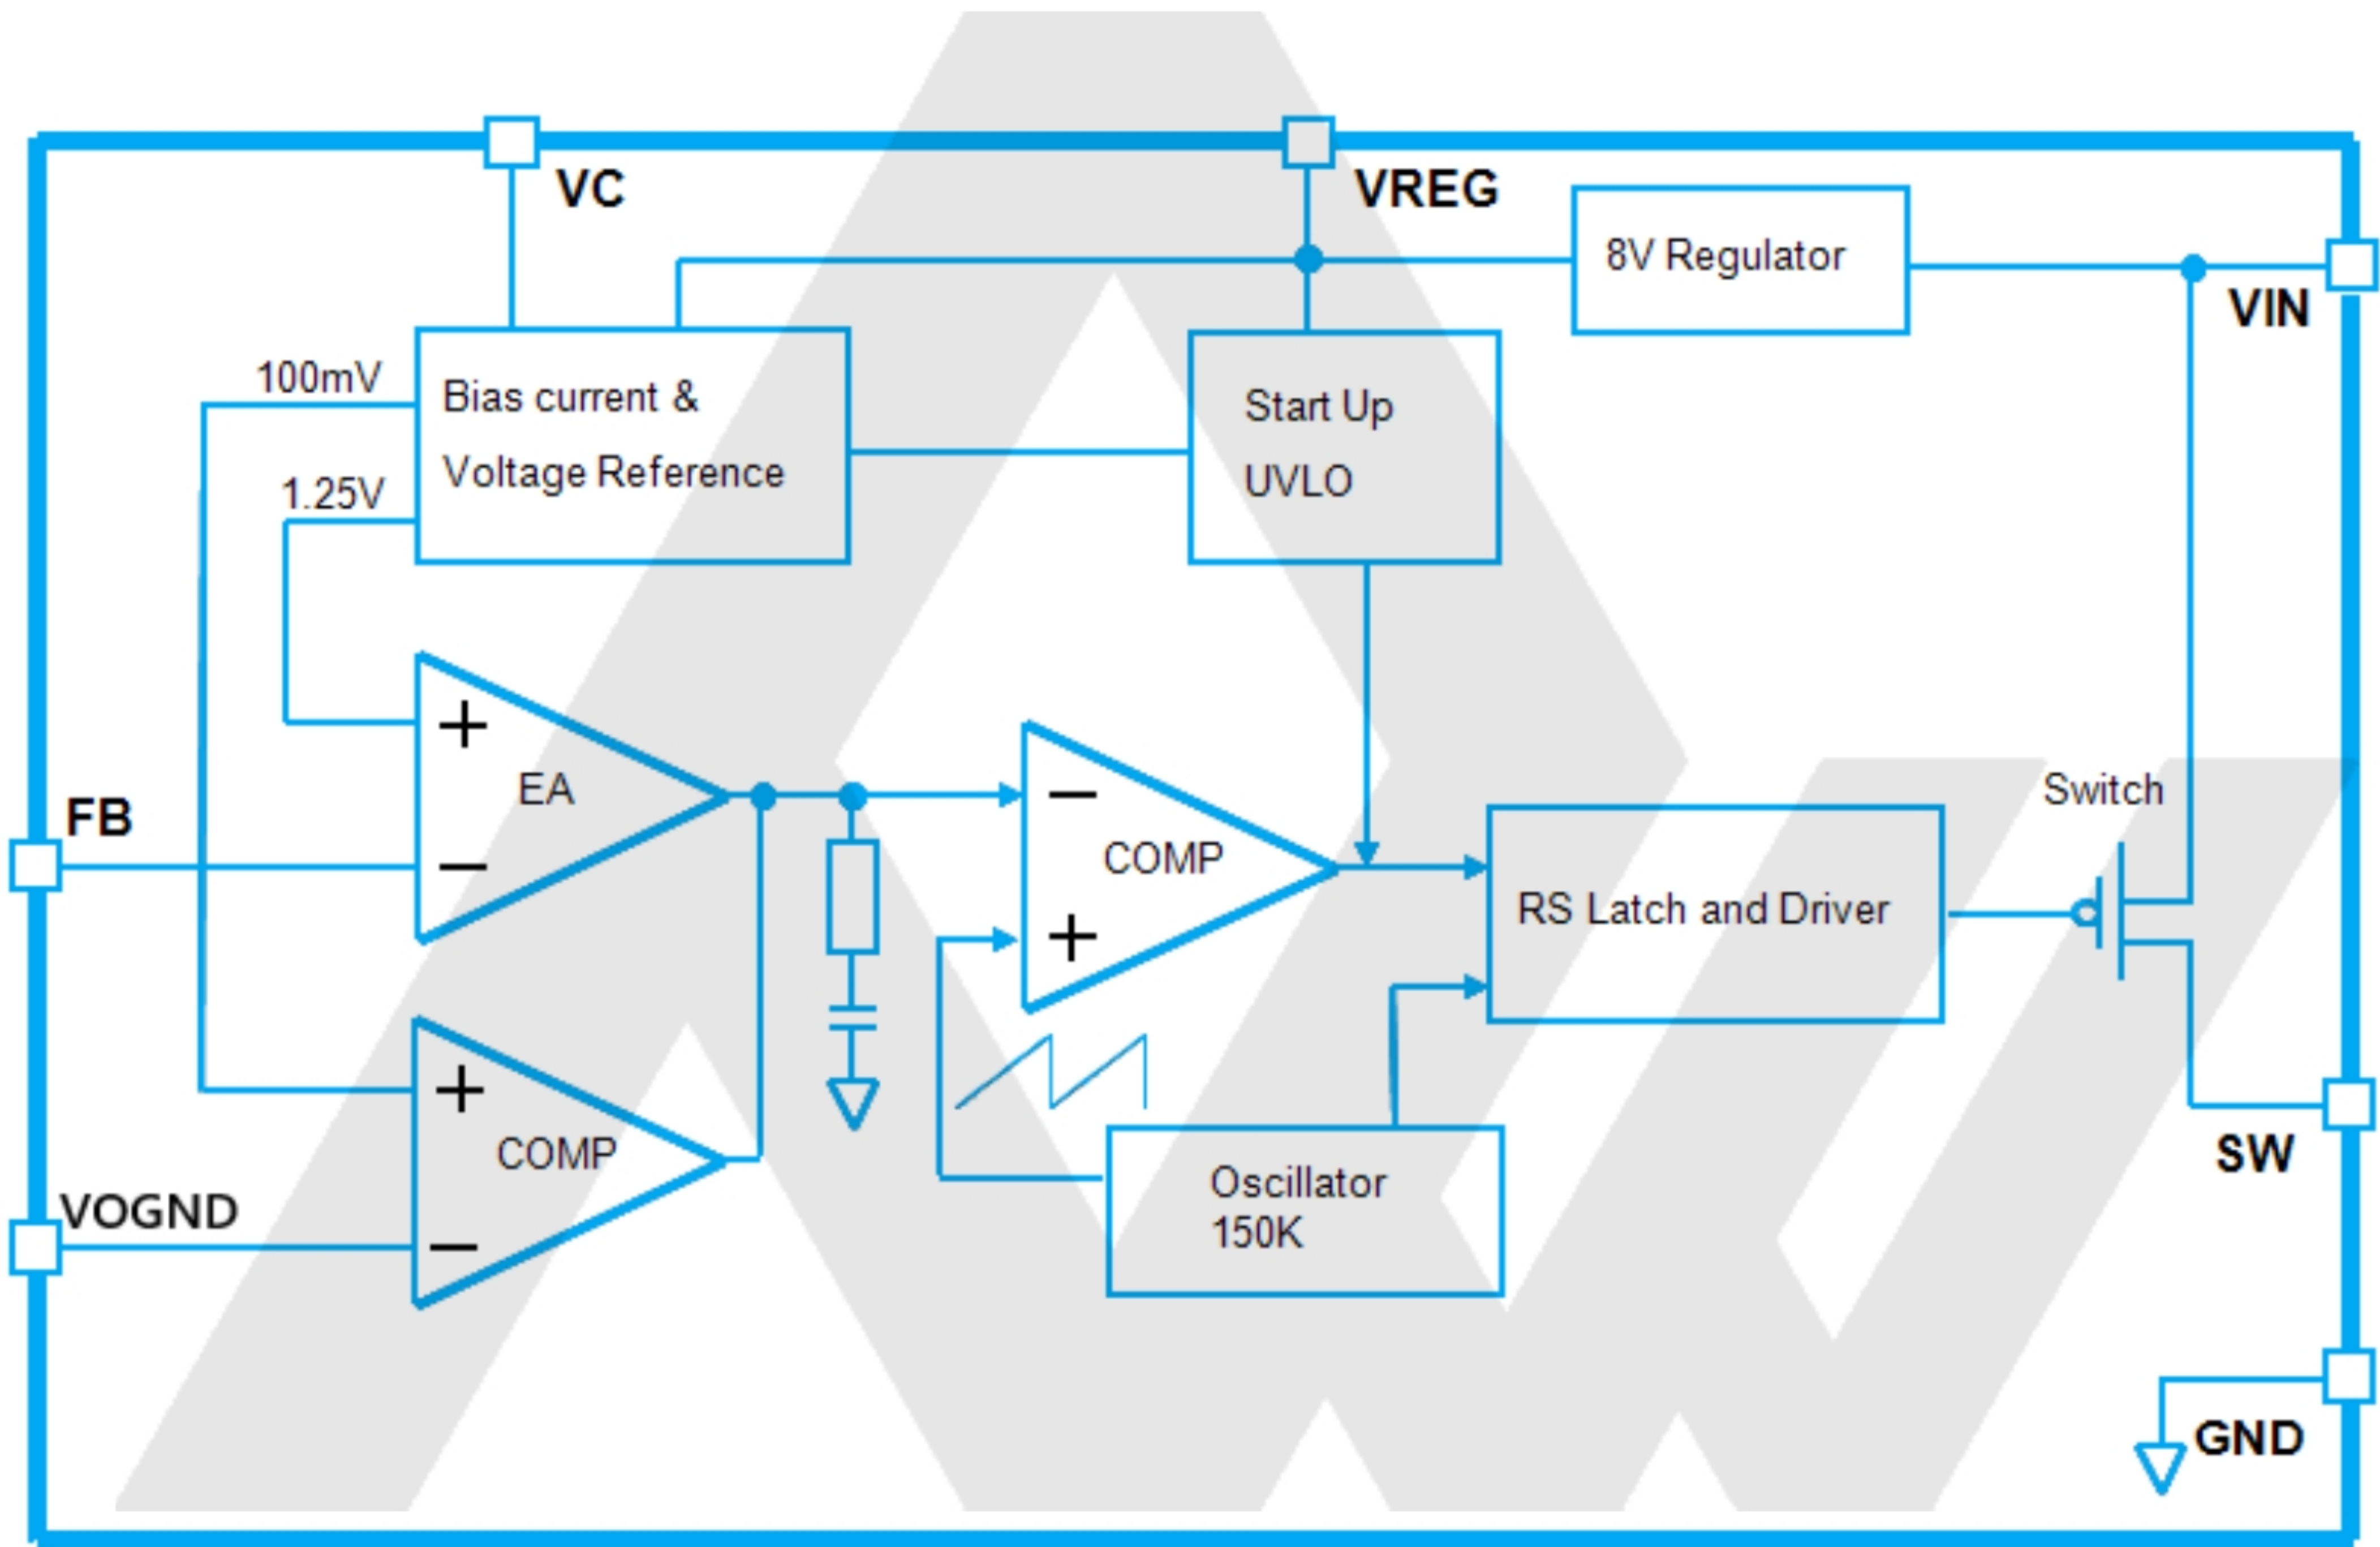 VC
VREG
8V Regulator
VIN
100mV
Bias current &
Voltage Reference
1.25V
Start Up
UVLO
+
EA
−
FB
−
COMP
+
Switch
RS Latch and Driver
+
COMP
−
VOGND
Oscillator
150K
SW
GND